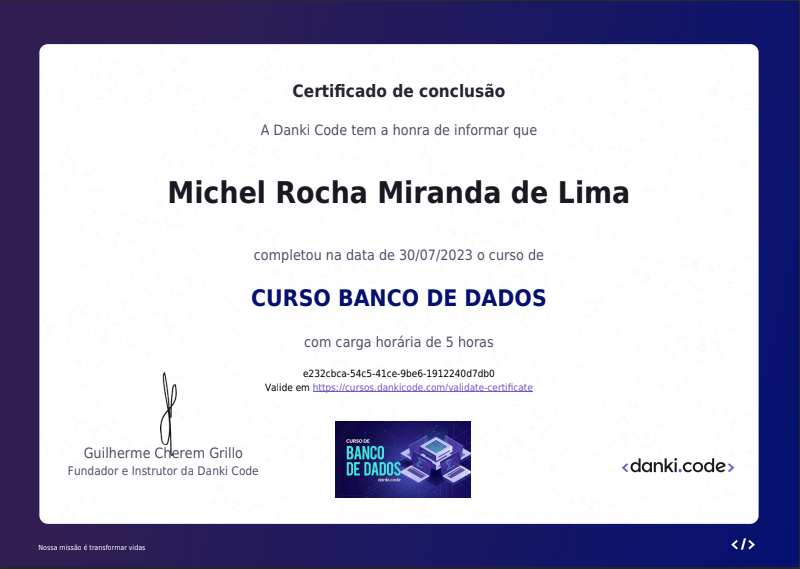 Certificado de conclusão
A Danki Code tem a honra de informar que
Michel Rocha Miranda de Lima
completou na data de 30/07/2023 o curso de
CURSO BANCO DE DADOS
com carga horária de 5 horas
e232cbca-54c5-41ce-9be6-1912240d7db0
Valide em https://cursos.dankicode.com/validate-certificate
Guilherme Cherem Grillo
Fundador e Instrutor da Danki Code
CURSO DE
BANCO
DE DADOS
danki.code
<danki.code>
Nossa missão é transformar vidas
</>